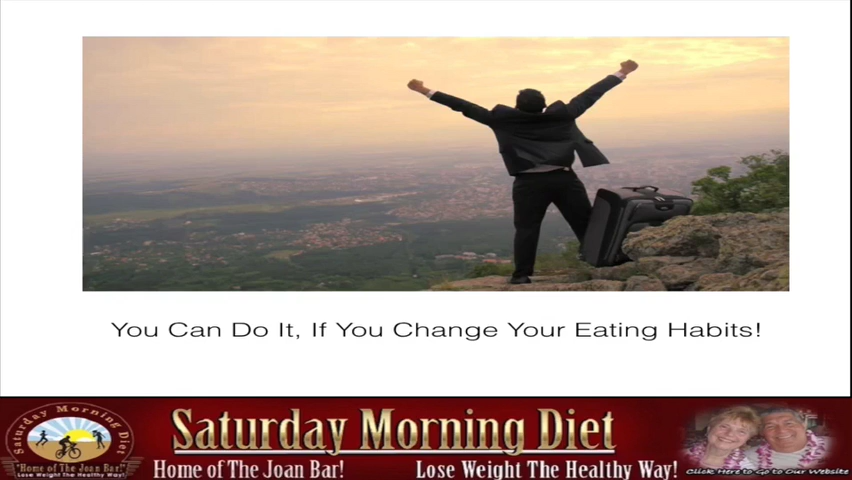 You Can Do It, If You Change Your Eating Habits!
Saturday Morning Diet
"Home of The Joan Bar!"
Lose Weight The Healthy Way!
Saturday Morning Diet
Home of The Joan Bar!
Lose Weight The Healthy Way!
Click Here to Go to Our Website